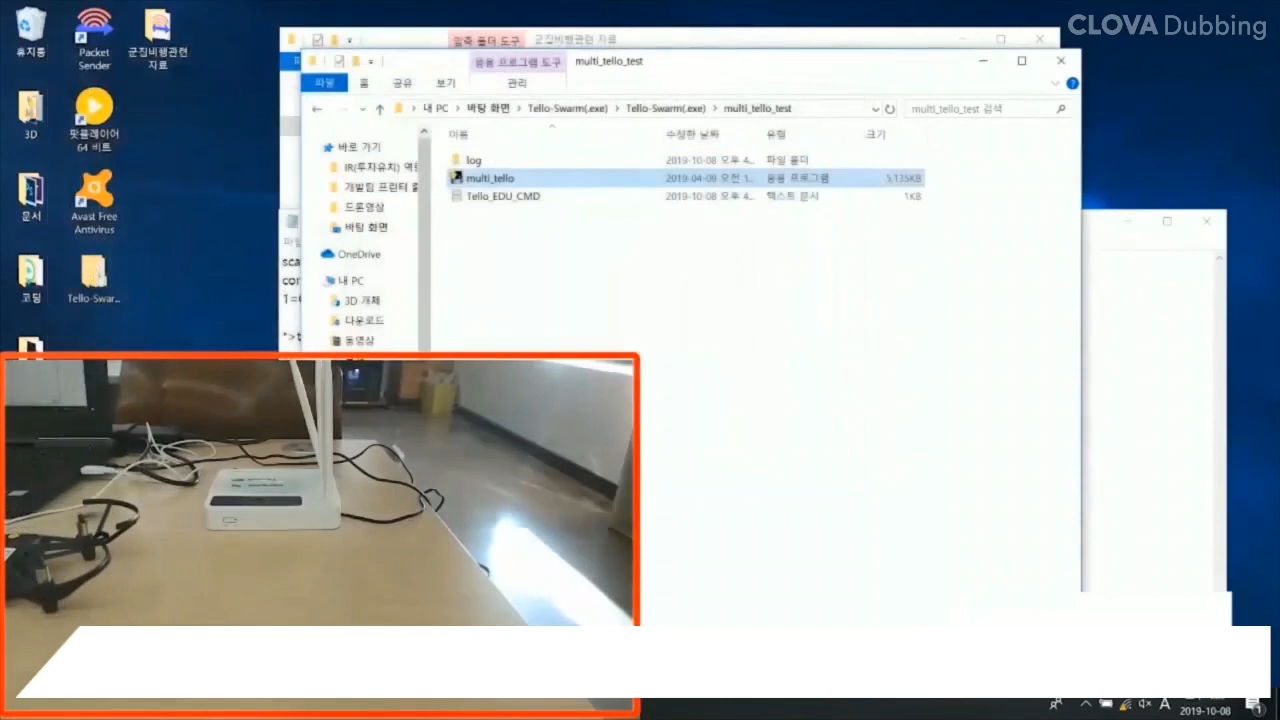 CLOVA Dubbing
휴지통
Packet Sender
군집비행관련 자료
3D
팟플레이어 64 비트
문서
Avast Free Antivirus
코딩
Tello-Swar...
압축 폴더 도구
군집비행관련 자료
응용 프로그램 도구
multi_tello_test
파일
홈
공유
보기
관리
내 PC > 바탕 화면 > Tello-Swarm(.exe) > Tello-Swarm(.exe) > multi_tello_test
multi_tello_test 검색
이름
수정한 날짜
유형
크기
log
2019-10-08 오후 4...
파일 폴더
multi_tello
2019-04-09 오전 1...
응용 프로그램
5,135KB
Tello_EDU_CMD
2019-10-08 오후 4...
텍스트 문서
1KB
바로 가기
IR(투자유치) 역
개발팀 프린터
드론영상
바탕 화면
OneDrive
내 PC
3D 개체
다운로드
동영상
sca
cor
A
2019-10-08